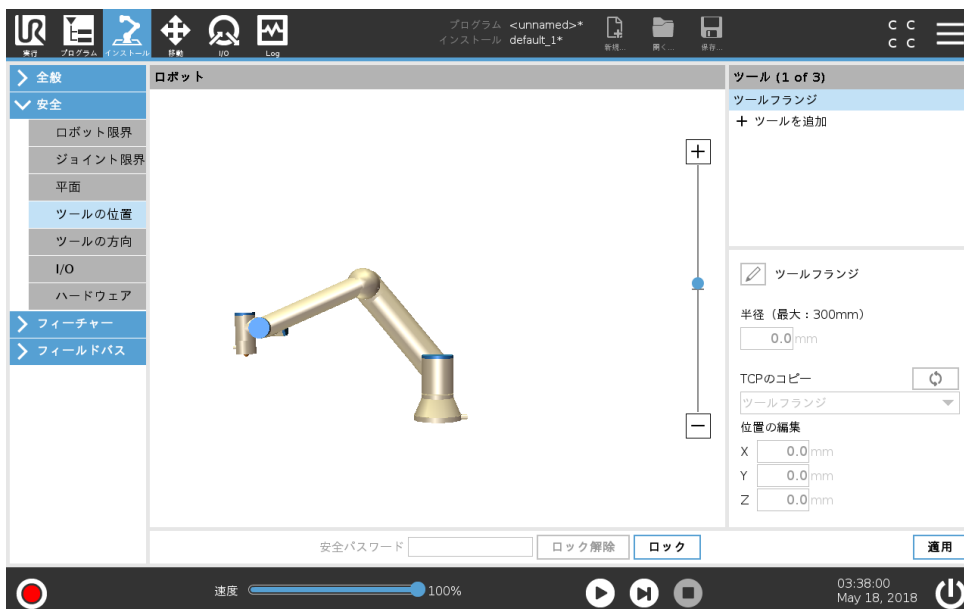 UR
実行
プログラム
インストール
移動
I/O
Log
プログラム <unnamed>*
インストール default_1*
新規...
開く...
保存...
C C
C C
全般
安全
ロボット限界
ジョイント限界
平面
ツールの位置
ツールの方向
I/O
ハードウェア
フィーチャー
フィールドバス
ロボット
+
−
ツール (1 of 3)
ツールフランジ
+ ツールを追加
ツールフランジ
半径（最大：300mm）
0.0 mm
TCPのコピー
ツールフランジ
位置の編集
X 0.0 mm
Y 0.0 mm
Z 0.0 mm
安全パスワード
ロック解除
ロック
適用
速度
100%
03:38:00
May 18, 2018